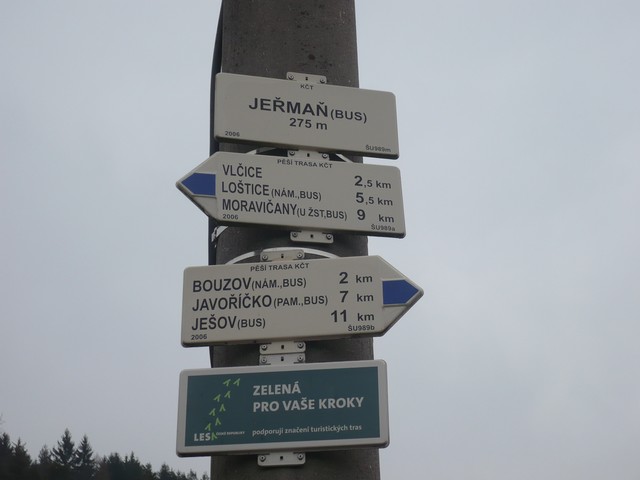 KČT
JEŘMAŇ (BUS)
275 m
2006 ŠU989m
PĚŠÍ TRASA KČT
VLČICE 2,5 km
LOŠTICE (NÁM.,BUS) 5,5 km
MORAVIČANY (U ŽST,BUS) 9 km
2006 ŠU989a
PĚŠÍ TRASA KČT
BOUZOV (NÁM.,BUS) 2 km
JAVOŘÍČKO (PAM.,BUS) 7 km
JEŠOV (BUS) 11 km
2006 ŠU989b
ZELENÁ
PRO VAŠE KROKY
podporují značení turistických tras